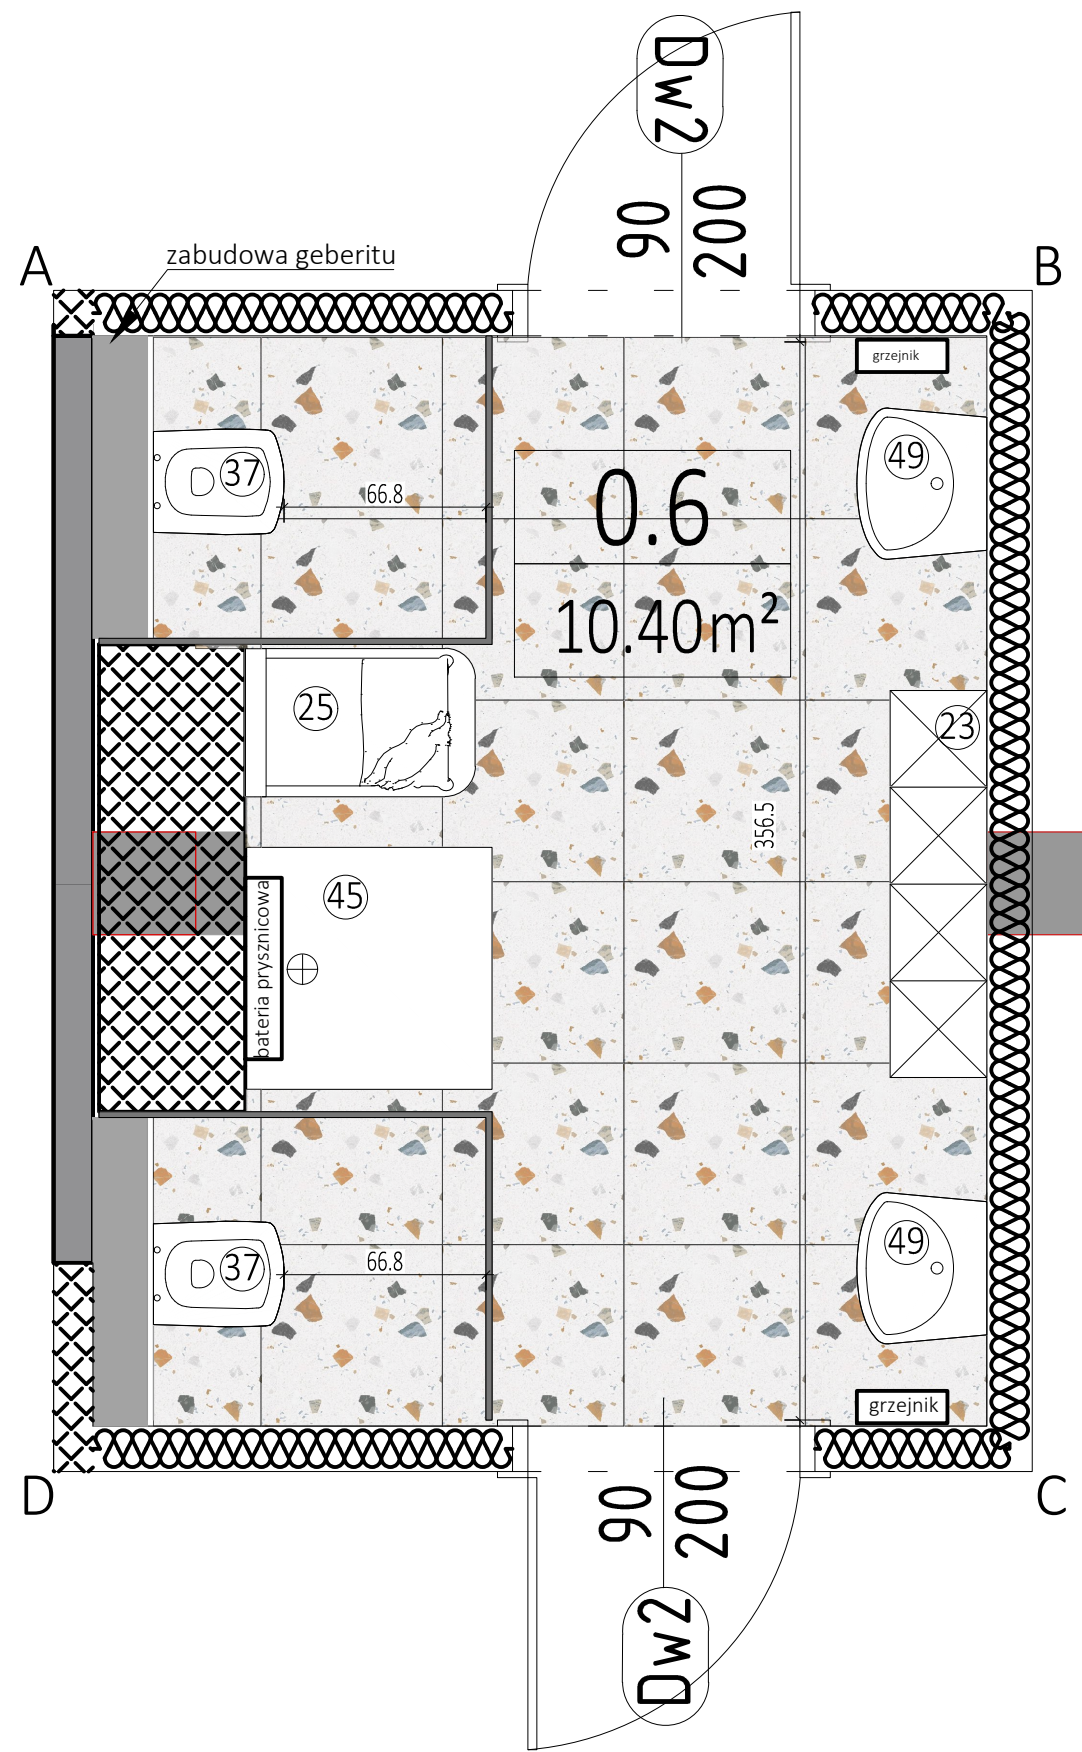 Dw2
90
200
A
B
zabudowa geberitu
grzejnik
37
66.8
49
0.6
10.40m²
25
23
356.5
45
bateria prysznicowa
37
66.8
49
grzejnik
D
C
90
200
Dw2